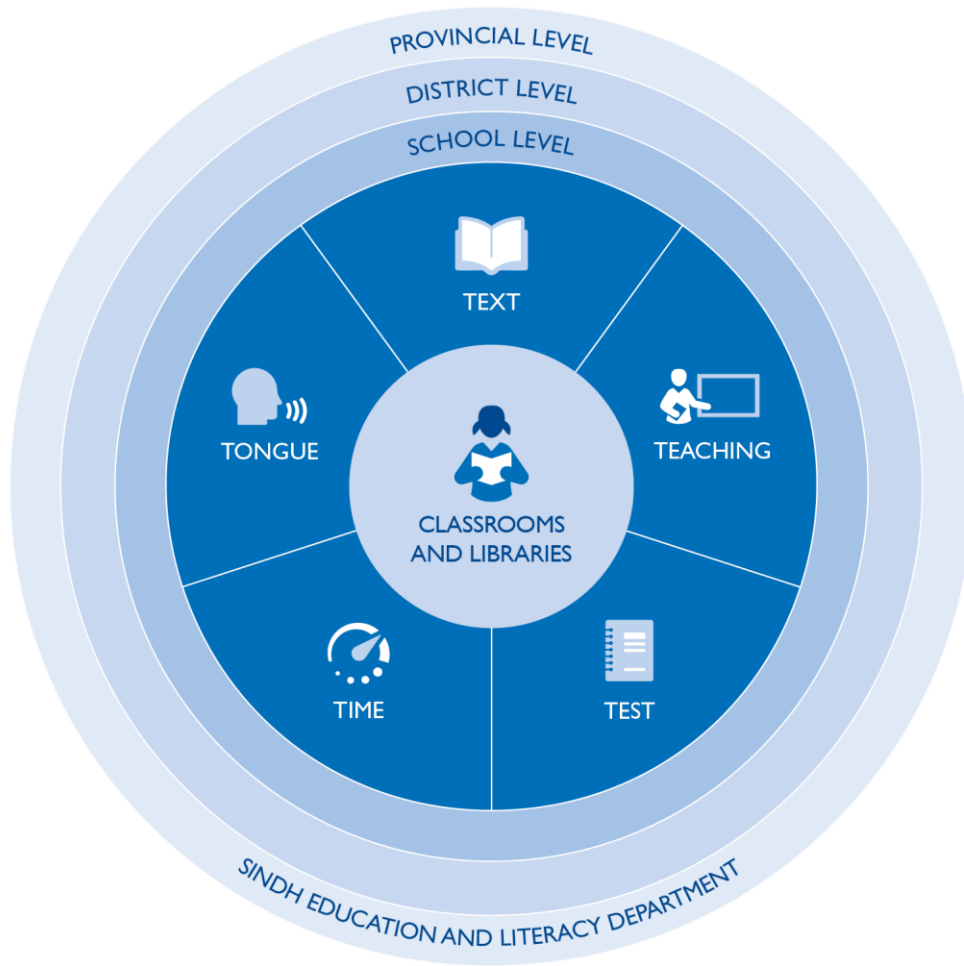 PROVINCIAL LEVEL
DISTRICT LEVEL
SCHOOL LEVEL
TEXT
TONGUE
TEACHING
CLASSROOMS
AND LIBRARIES
TIME
TEST
SINDH EDUCATION AND LITERACY DEPARTMENT